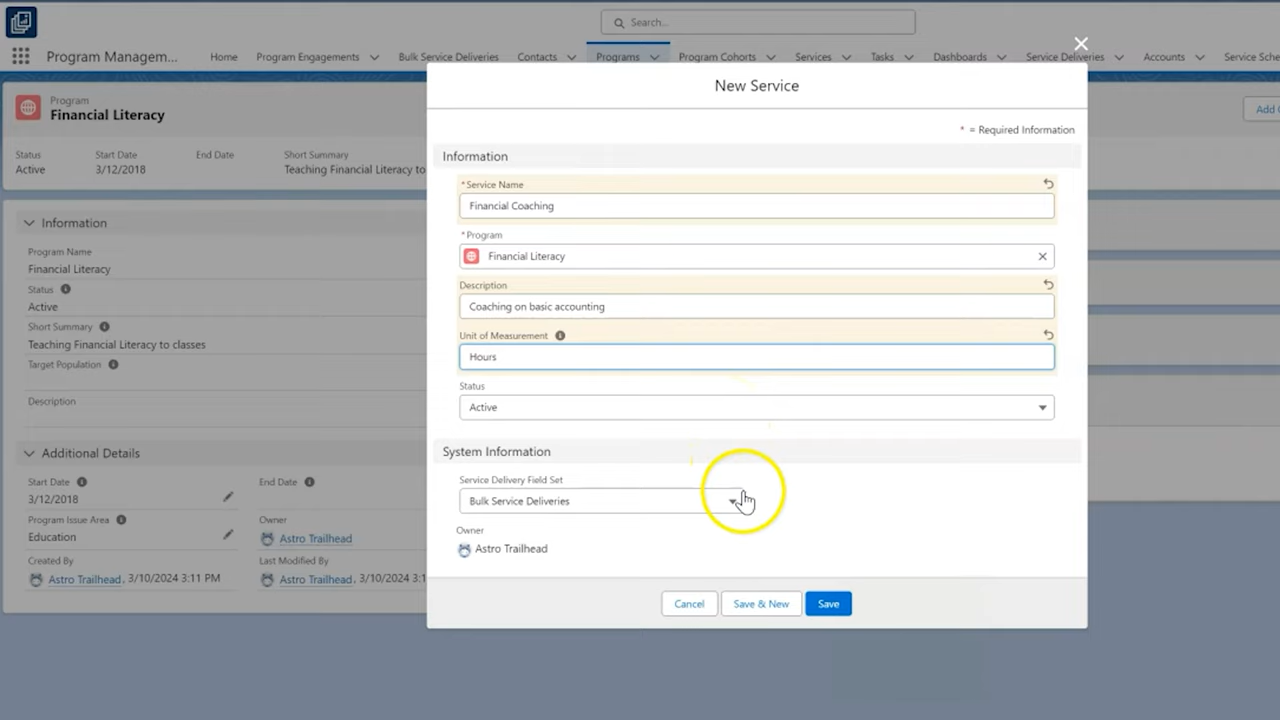 Search...
Program Managem... Home Program Engagements Bulk Service Deliveries Contacts Programs Program Cohorts Services Tasks Dashboards Service Deliveries Accounts Service Sche
Program
Financial Literacy
Add
Status Start Date End Date Short Summary
Active 3/12/2018 Teaching Financial Literacy to
Information
Program Name
Financial Literacy
Status
Active
Short Summary
Teaching Financial Literacy to classes
Target Population
Description
Additional Details
Start Date End Date
3/12/2018
Program Issue Area Owner
Education Astro Trailhead
Created By Last Modified By
Astro Trailhead, 3/10/2024 3:11 PM Astro Trailhead, 3/10/2024 3:1
New Service
* = Required Information
Information
*Service Name
Financial Coaching
*Program
Financial Literacy
Description
Coaching on basic accounting
Unit of Measurement
Hours
Status
Active
System Information
Service Delivery Field Set
Bulk Service Deliveries
Owner
Astro Trailhead
Cancel Save & New Save